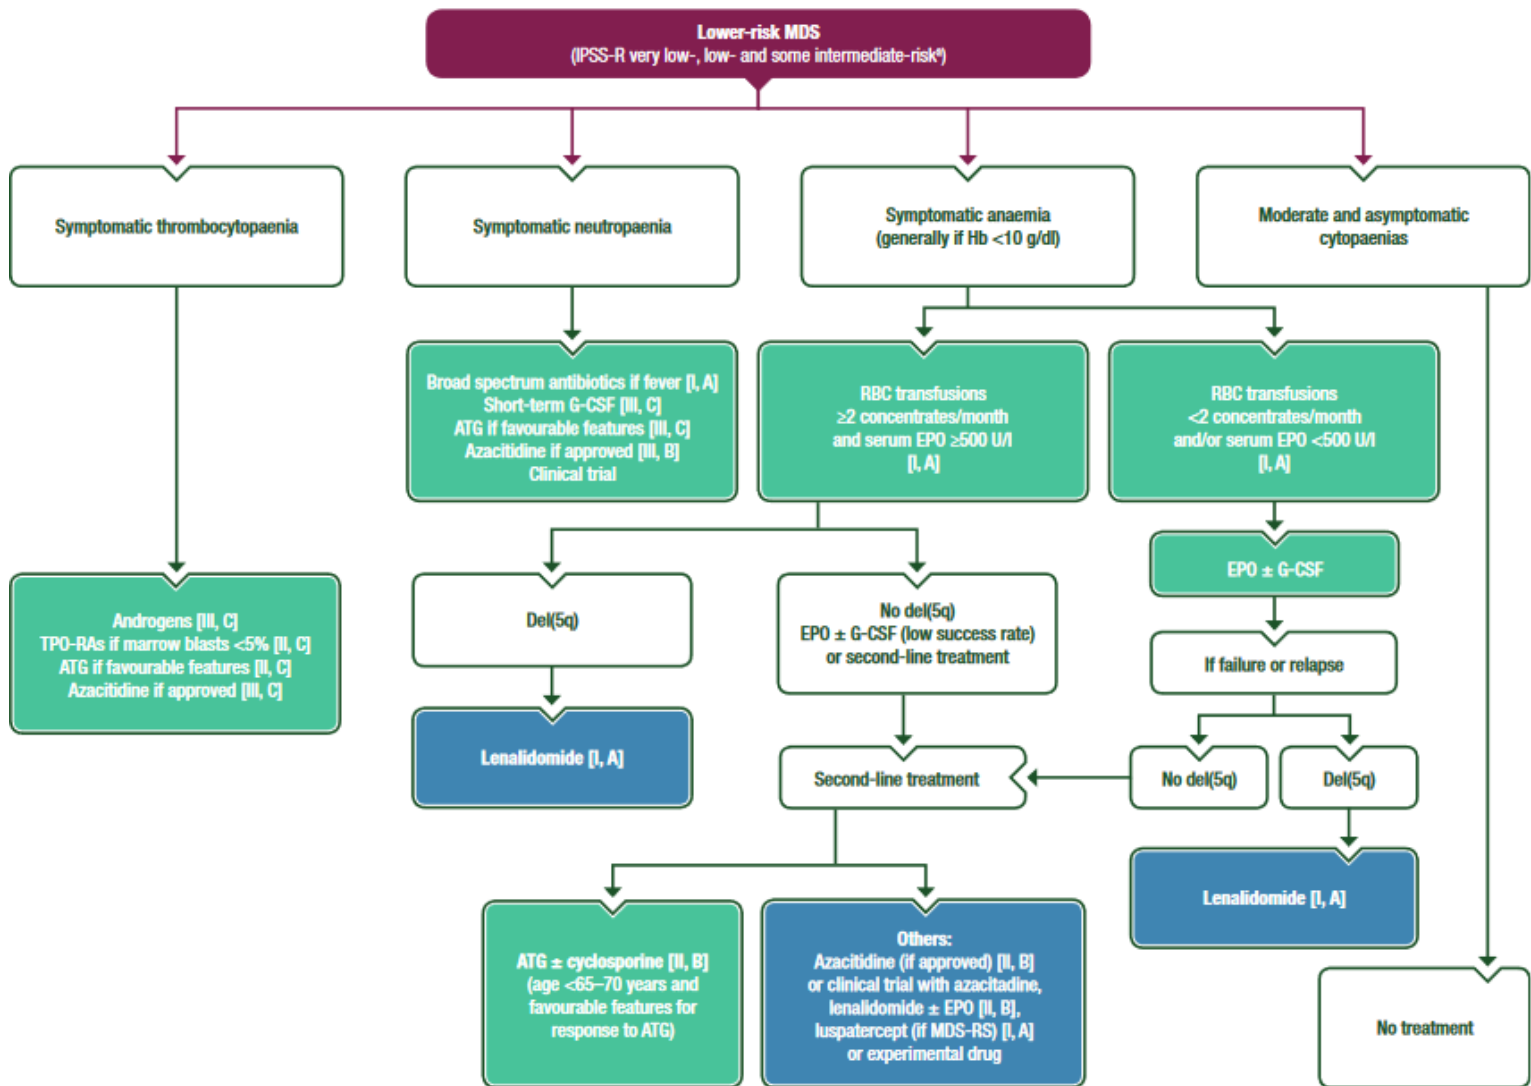 Lower-risk MDS
(IPSS-R very low-, low- and some intermediate-riskª)
Symptomatic thrombocytopaenia
Symptomatic neutropaenia
Symptomatic anaemia
(generally if Hb <10 g/dl)
Moderate and asymptomatic
cytopaenias
Broad spectrum antibiotics if fever [I, A]
Short-term G-CSF [III, C]
ATG if favourable features [III, C]
Azacitidine if approved [III, B]
Clinical trial
RBC transfusions
≥2 concentrates/month
and serum EPO ≥500 U/l
[I, A]
RBC transfusions
<2 concentrates/month
and/or serum EPO <500 U/l
[I, A]
EPO ± G-CSF
Androgens [III, C]
TPO-RAs if marrow blasts <5% [II, C]
ATG if favourable features [II, C]
Azacitidine if approved [III, C]
Del(5q)
No del(5q)
EPO ± G-CSF (low success rate)
or second-line treatment
If failure or relapse
Lenalidomide [I, A]
Second-line treatment
No del(5q)
Del(5q)
Lenalidomide [I, A]
ATG ± cyclosporine [II, B]
(age <65–70 years and
favourable features for
response to ATG)
Others:
Azacitidine (if approved) [II, B]
or clinical trial with azacitadine,
lenalidomide ± EPO [II, B],
luspatercept (if MDS-RS) [I, A]
or experimental drug
No treatment